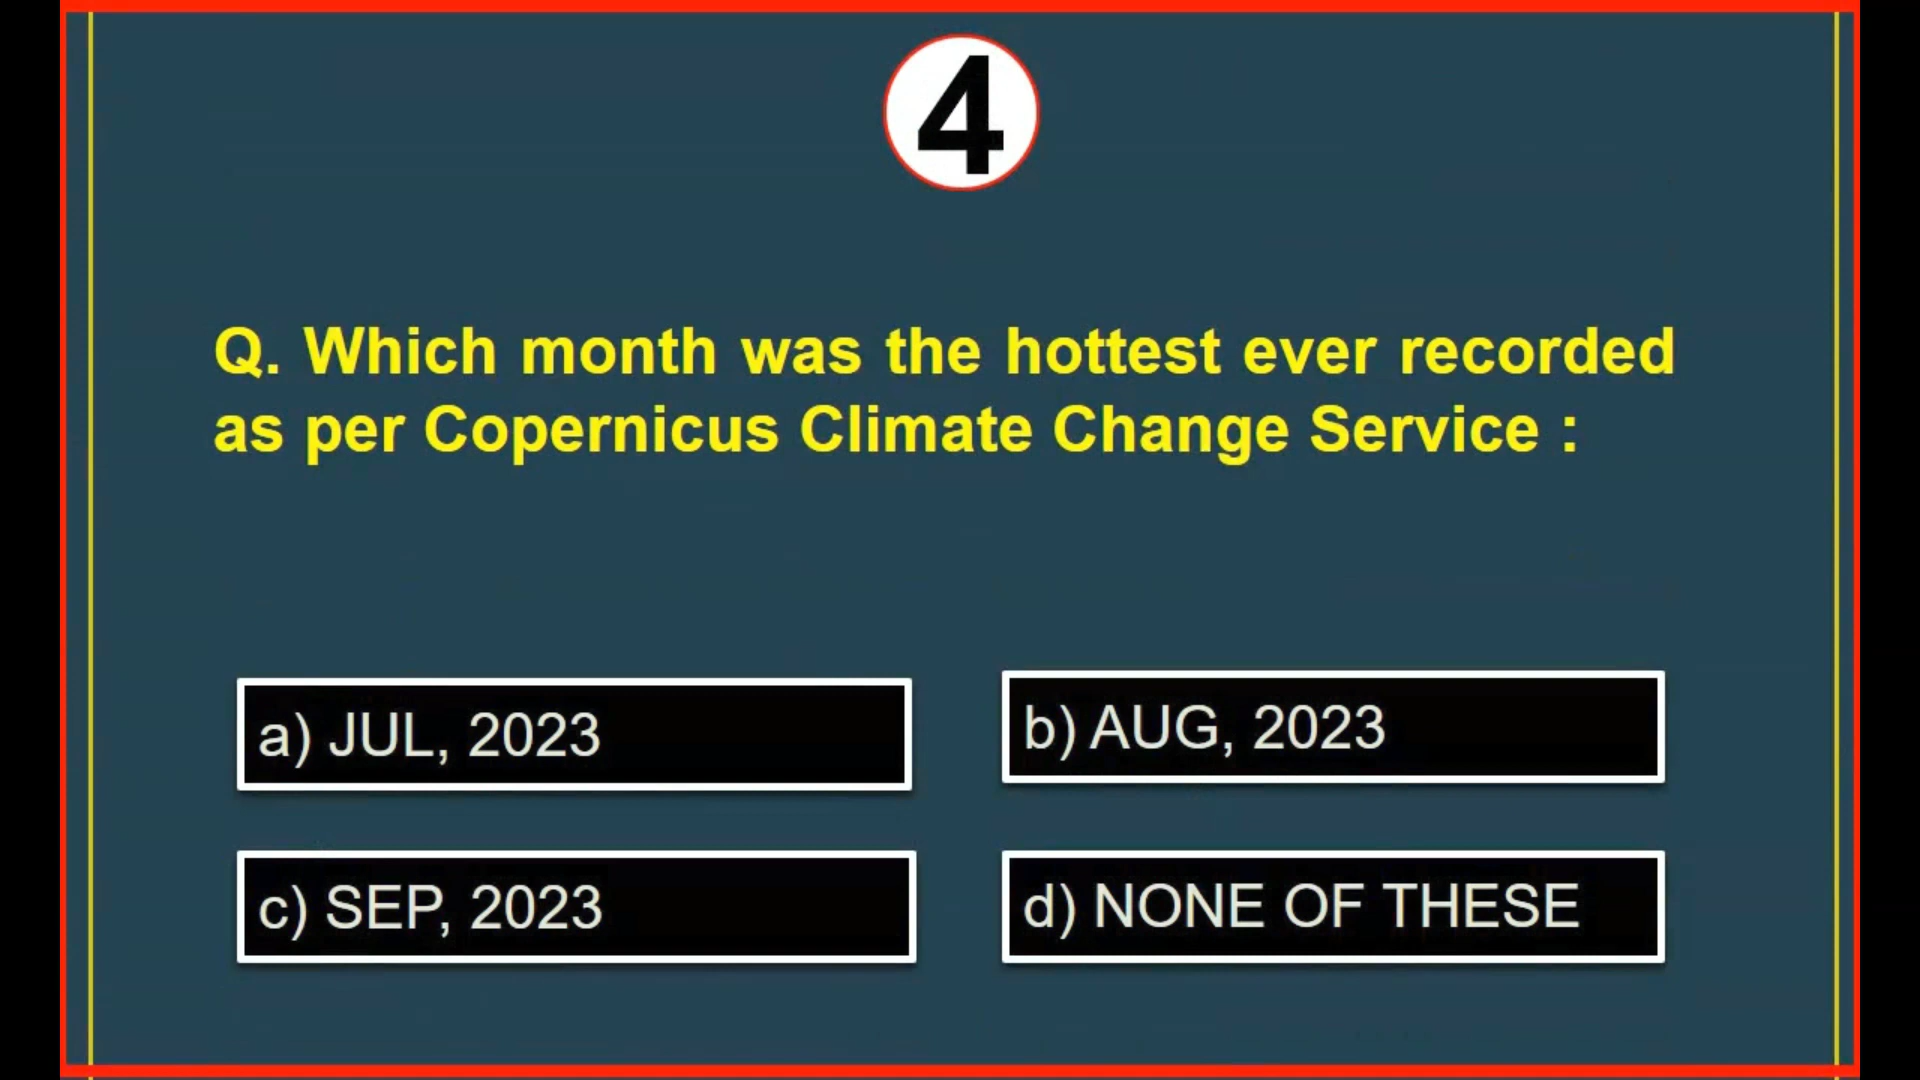 4
Q. Which month was the hottest ever recorded
as per Copernicus Climate Change Service :
a) JUL, 2023
b) AUG, 2023
c) SEP, 2023
d) NONE OF THESE